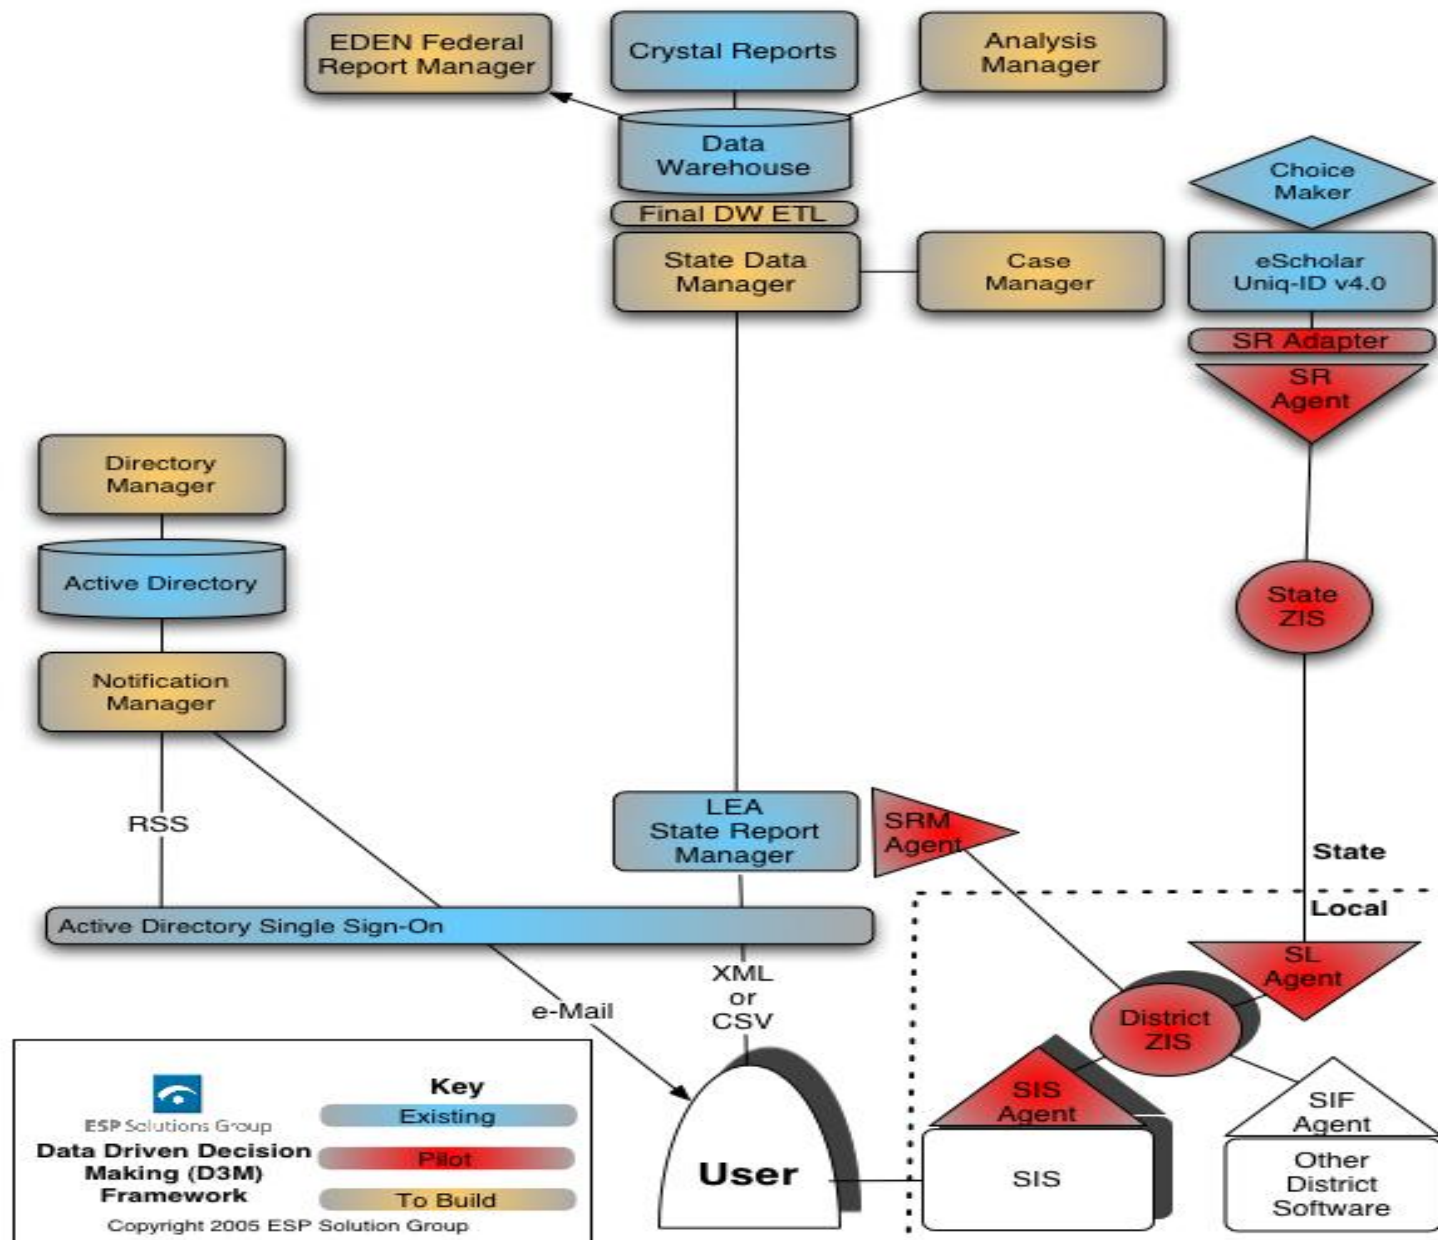 EDEN Federal
Report Manager
Crystal Reports
Analysis
Manager
Data
Warehouse
Final DW ETL
State Data
Manager
Case
Manager
Choice
Maker
eScholar
Uniq-ID v4.0
SR Adapter
SR
Agent
Directory
Manager
Active Directory
Notification
Manager
State
ZIS
RSS
LEA
State Report
Manager
SRM
Agent
State
Local
Active Directory Single Sign-On
SL
Agent
XML
or
CSV
e-Mail
District
ZIS
SIS
Agent
SIF
Agent
User
SIS
Other
District
Software
Key
Existing
Pilot
To Build
ESP Solutions Group
Data Driven Decision
Making (D3M)
Framework
Copyright 2005 ESP Solution Group